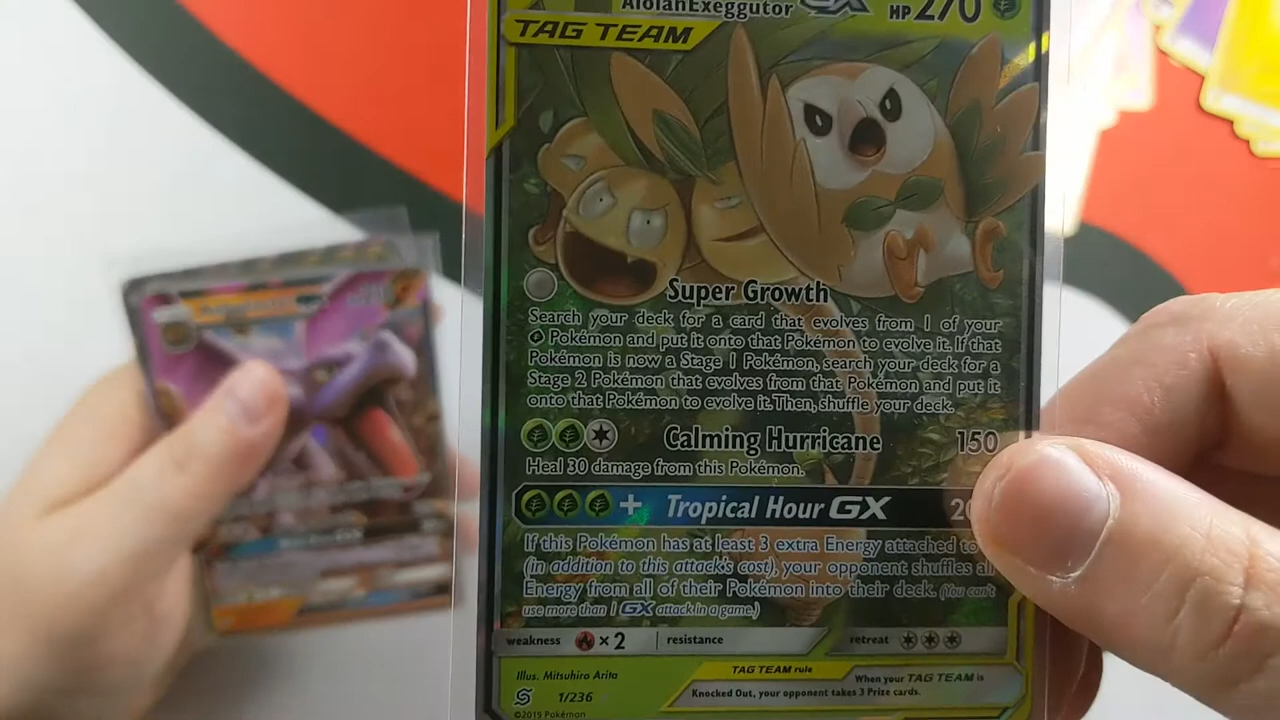 AlolanExeggutor GX HP 270
TAG TEAM
Super Growth
Search your deck for a card that evolves from 1 of your
Pokémon and put it onto that Pokémon to evolve it. If that
Pokémon is now a Stage 1 Pokémon, search your deck for a
Stage 2 Pokémon that evolves from that Pokémon and put it
onto that Pokémon to evolve it. Then, shuffle your deck.
Calming Hurricane 150
Heal 30 damage from this Pokémon.
+ Tropical Hour GX
If this Pokémon has at least 3 extra Energy attached to
(in addition to this attack's cost), your opponent shuffles all
Energy from all of their Pokémon into their deck. (You can't
use more than 1 GX attack in a game.)
weakness ×2 resistance retreat
Illus. Mitsuhiro Arita
TAG TEAM rule
When your TAG TEAM is
Knocked Out, your opponent takes 3 Prize cards.
1/236
©2019 Pokémon